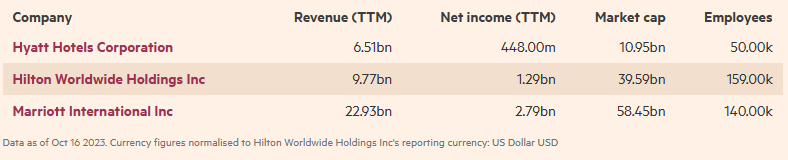 Company Revenue (TTM) Net income (TTM) Market cap Employees
Hyatt Hotels Corporation 6.51bn 448.00m 10.95bn 50.00k
Hilton Worldwide Holdings Inc 9.77bn 1.29bn 39.59bn 159.00k
Marriott International Inc 22.93bn 2.79bn 58.45bn 140.00k
Data as of Oct 16 2023. Currency figures normalised to Hilton Worldwide Holdings Inc's reporting currency: US Dollar USD